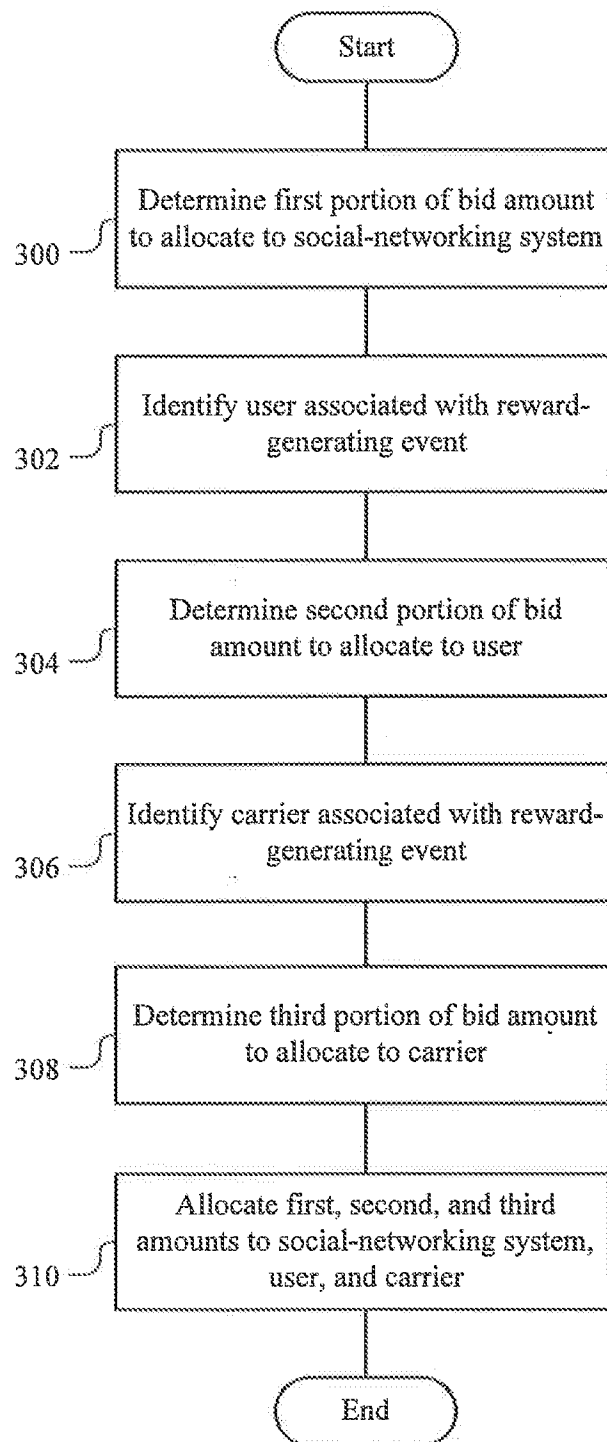 Start
Determine first portion of bid amount
to allocate to social-networking system
300
Identify user associated with reward-
generating event
302
Determine second portion of bid
amount to allocate to user
304
Identify carrier associated with reward-
generating event
306
Determine third portion of bid amount
to allocate to carrier
308
Allocate first, second, and third
amounts to social-networking system,
user, and carrier
310
End